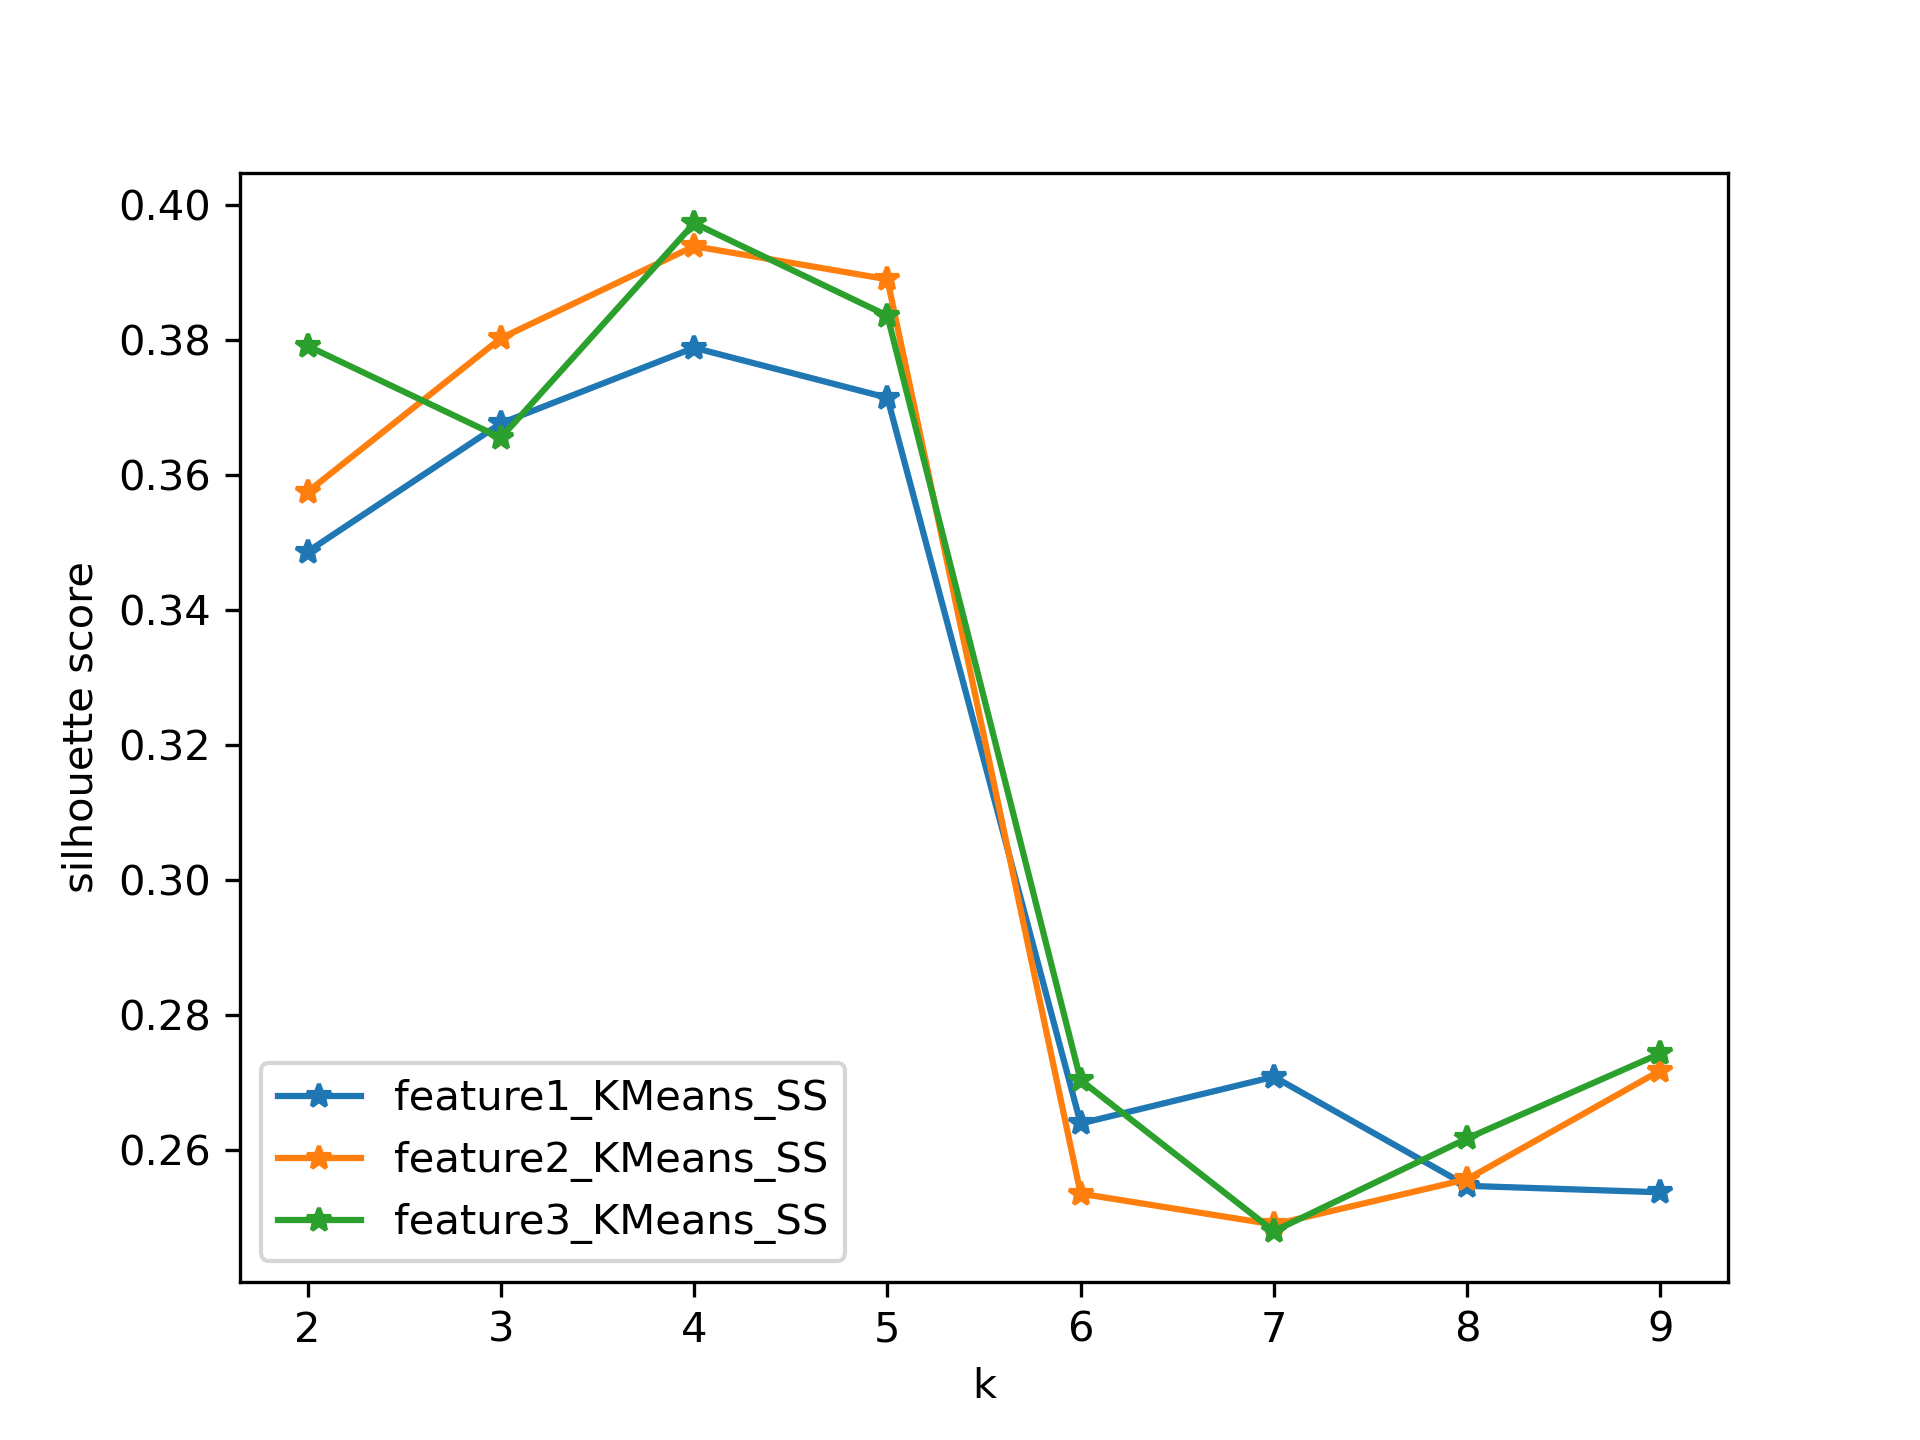 0.40
0.38
0.36
0.34
0.32
0.30
0.28
0.26
silhouette score
feature1_KMeans_SS
feature2_KMeans_SS
feature3_KMeans_SS
2 3 4 5 6 7 8 9
k